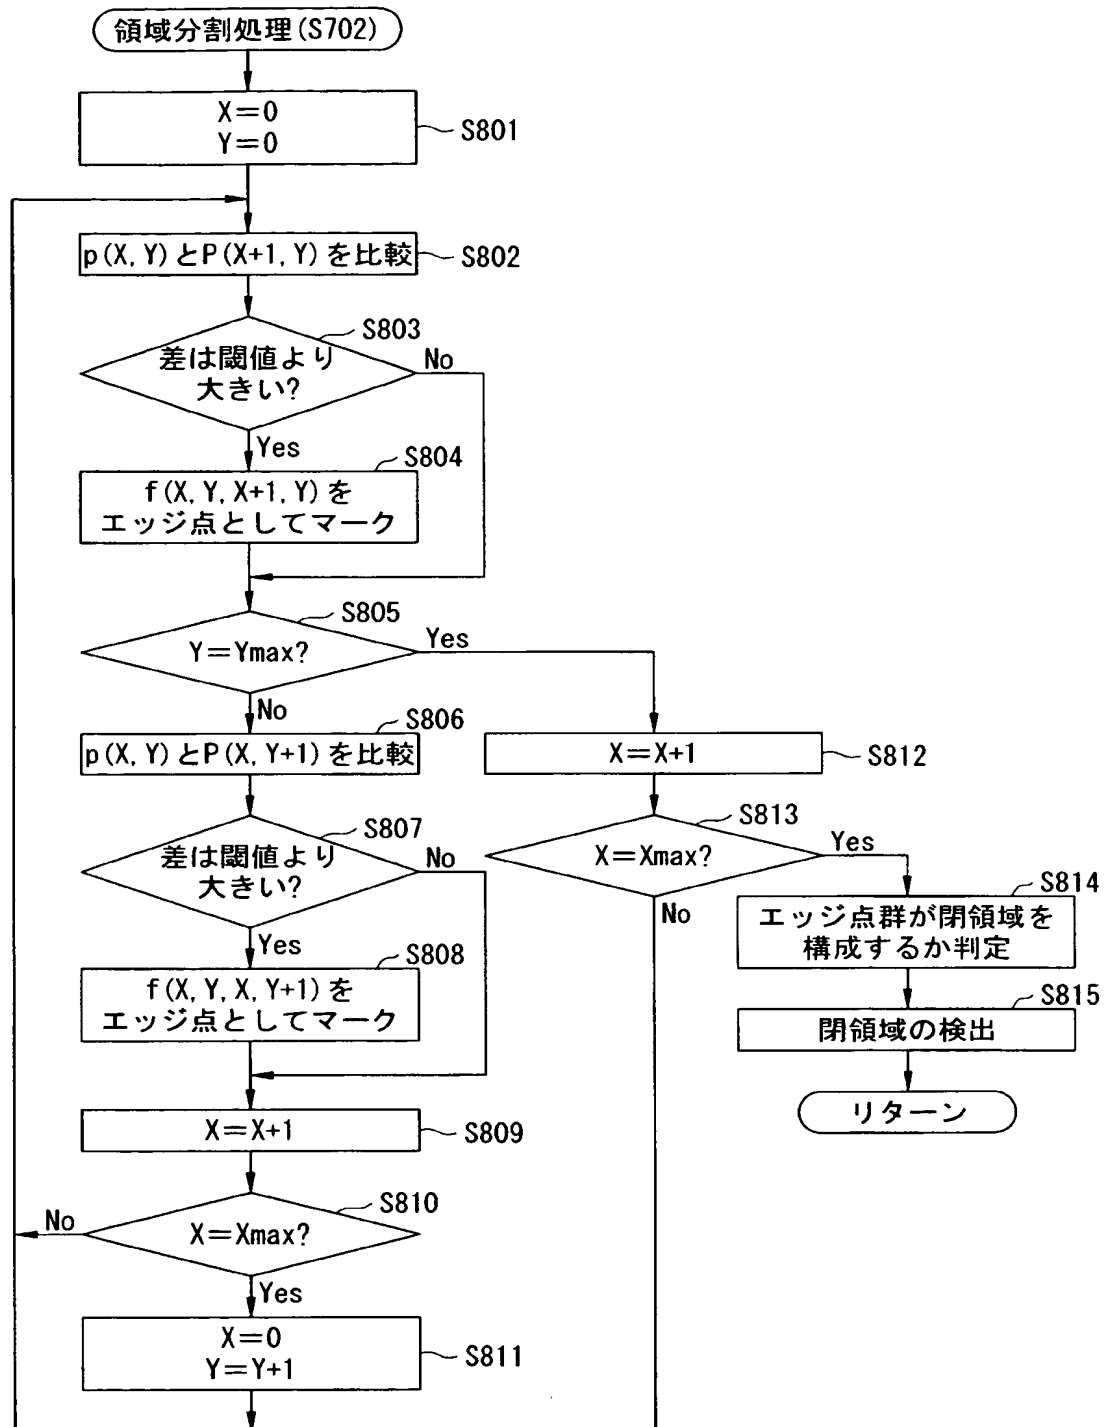 領域分割処理(S702)
X=0
Y=0
S801
p(X,Y)とP(X+1,Y)を比較
S802
S803
差は閾値より
大きい?
No
Yes
S804
f(X,Y,X+1,Y)を
エッジ点としてマーク
S805
Y=Ymax?
Yes
No
S806
p(X,Y)とP(X,Y+1)を比較
X=X+1
S812
S807
差は閾値より
大きい?
No
Yes
S813
X=Xmax?
Yes
No
S814
エッジ点群が閉領域を
構成するか判定
S808
f(X,Y,X,Y+1)を
エッジ点としてマーク
S815
閉領域の検出
リターン
X=X+1
S809
S810
X=Xmax?
No
Yes
X=0
Y=Y+1
S811